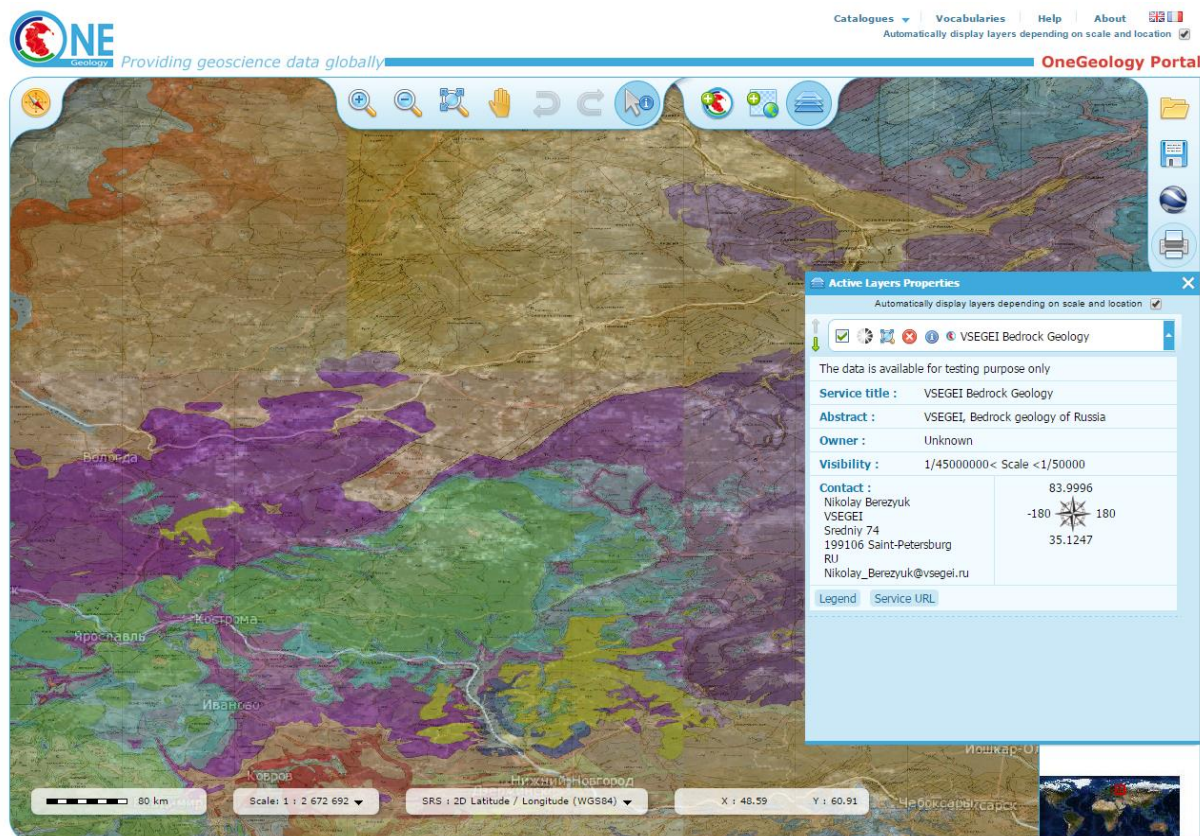 Catalogues Vocabularies Help About
Automatically display layers depending on scale and location
ONE
Geology
Providing geoscience data globally
OneGeology Portal
Active Layers Properties
Automatically display layers depending on scale and location
VSEGEI Bedrock Geology
The data is available for testing purpose only
Service title : VSEGEI Bedrock Geology
Abstract : VSEGEI, Bedrock geology of Russia
Owner : Unknown
Visibility : 1/45000000< Scale <1/50000
Contact :
Nikolay Berezyuk
VSEGEI
Sredniy 74
199106 Saint-Petersburg
RU
Nikolay_Berezyuk@vsegei.ru
83.9996
-180 180
35.1247
Legend Service URL
Вологда
Кострома
Ярославль
Иваново
Йошкар-Ол
Ковров
Нижний Новгород
80 km
Scale: 1 : 2 672 692
SRS : 2D Latitude / Longitude (WGS84)
X : 48.59 Y : 60.91